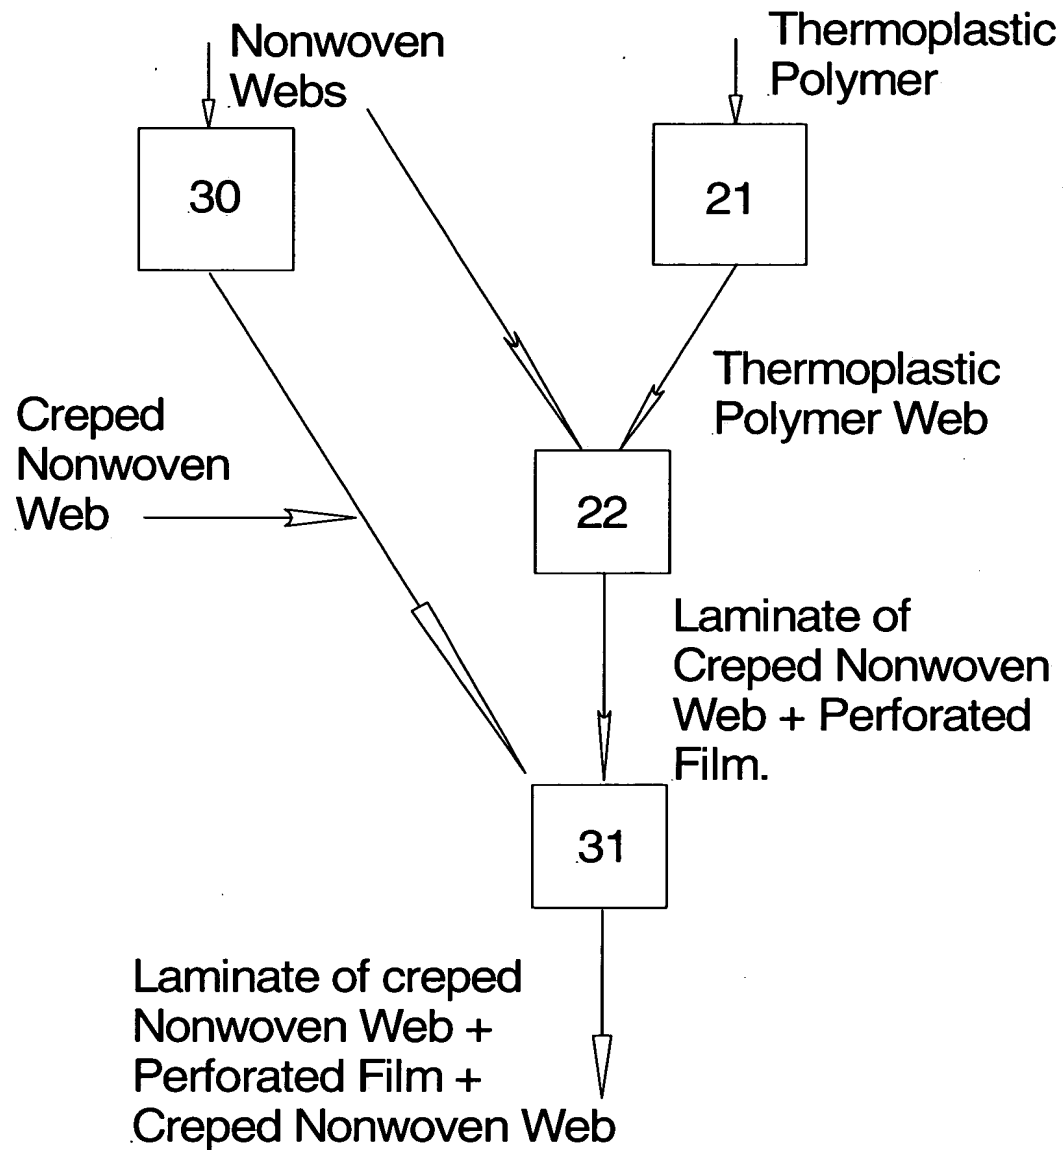 Nonwoven
Webs
Thermoplastic
Polymer
30
21
Thermoplastic
Polymer Web
Creped
Nonwoven
Web
22
Laminate of
Creped Nonwoven
Web + Perforated
Film.
31
Laminate of creped
Nonwoven Web +
Perforated Film +
Creped Nonwoven Web